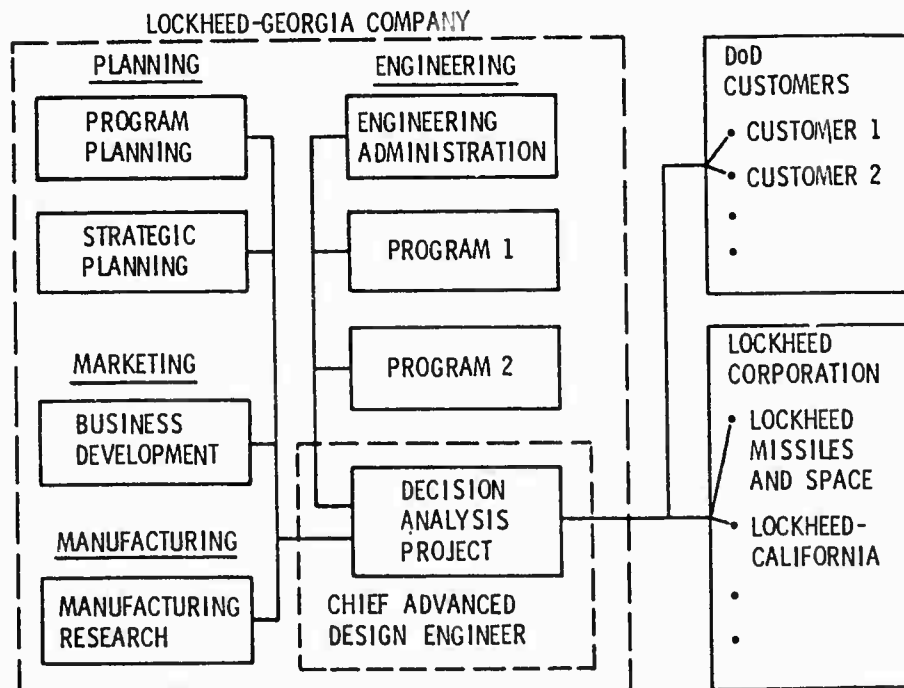 LOCKHEED-GEORGIA COMPANY
PLANNING
PROGRAM
PLANNING
STRATEGIC
PLANNING
MARKETING
BUSINESS
DEVELOPMENT
MANUFACTURING
MANUFACTURING
RESEARCH
ENGINEERING
ENGINEERING
ADMINISTRATION
PROGRAM 1
PROGRAM 2
DECISION
ANALYSIS
PROJECT
CHIEF ADVANCED
DESIGN ENGINEER
DoD
CUSTOMERS
• CUSTOMER 1
• CUSTOMER 2
•
•
LOCKHEED
CORPORATION
• LOCKHEED
MISSILES
AND SPACE
• LOCKHEED-
CALIFORNIA
•
•